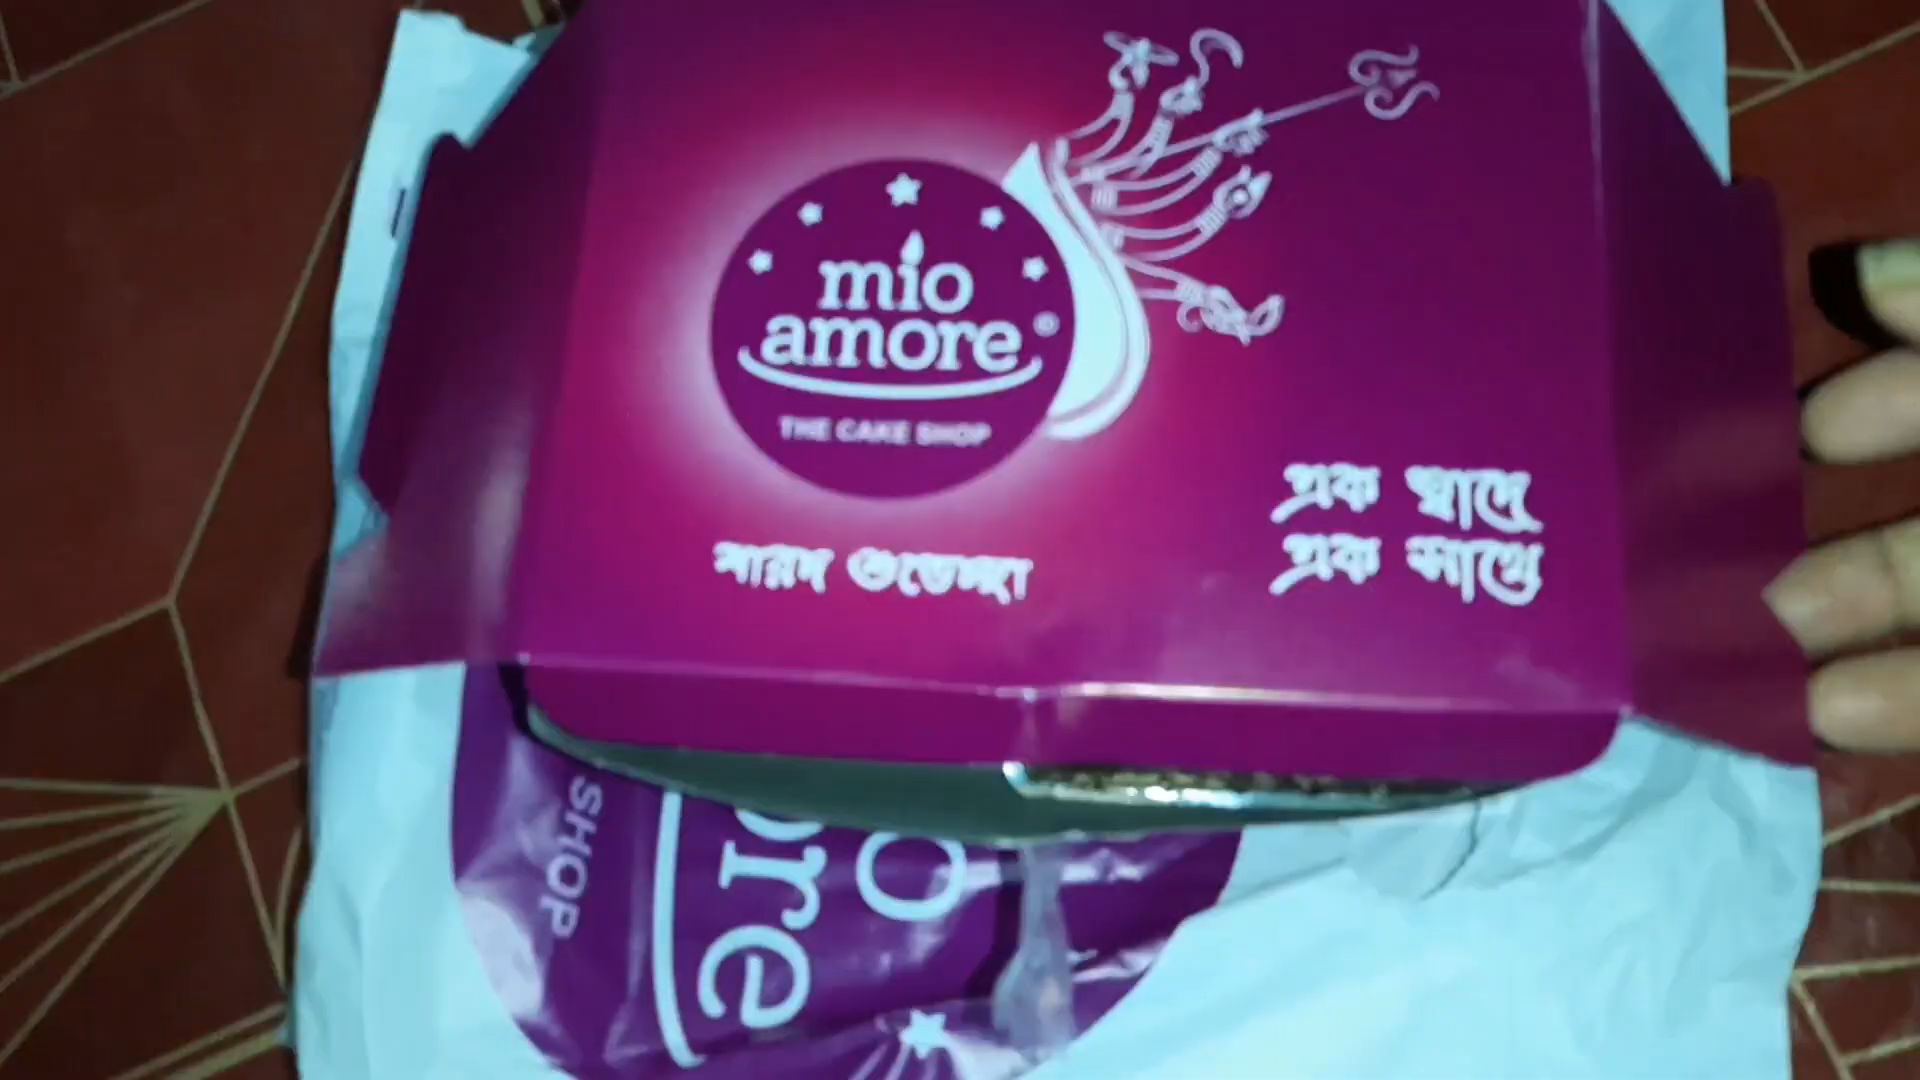 mio
amore®
THE CAKE SHOP
শারদ শুভেচ্ছা
এক স্বাদে
এক সাথে
SHOP
ore
o